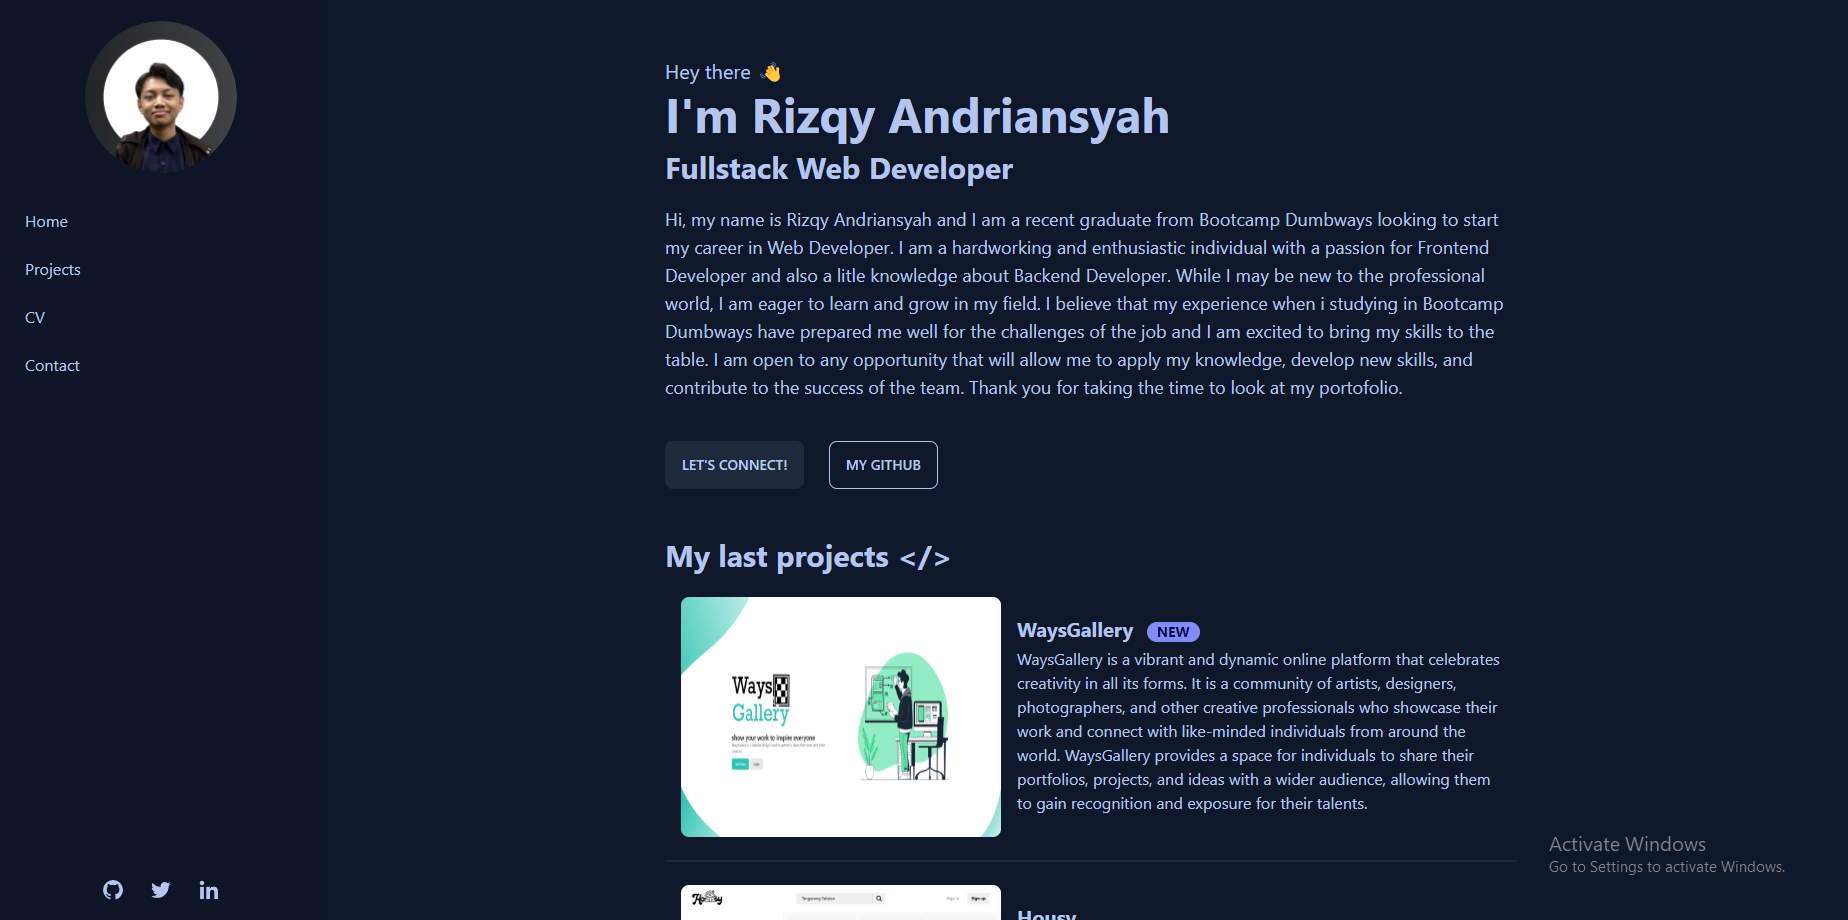 Home
Projects
CV
Contact
Hey there 👋
I'm Rizqy Andriansyah
Fullstack Web Developer
Hi, my name is Rizqy Andriansyah and I am a recent graduate from Bootcamp Dumbways looking to start
my career in Web Developer. I am a hardworking and enthusiastic individual with a passion for Frontend
Developer and also a litle knowledge about Backend Developer. While I may be new to the professional
world, I am eager to learn and grow in my field. I believe that my experience when i studying in Bootcamp
Dumbways have prepared me well for the challenges of the job and I am excited to bring my skills to the
table. I am open to any opportunity that will allow me to apply my knowledge, develop new skills, and
contribute to the success of the team. Thank you for taking the time to look at my portofolio.
LET'S CONNECT!
MY GITHUB
My last projects </>
Ways
Gallery
show your work to inspire everyone
WaysGallery NEW
WaysGallery is a vibrant and dynamic online platform that celebrates
creativity in all its forms. It is a community of artists, designers,
photographers, and other creative professionals who showcase their
work and connect with like-minded individuals from around the
world. WaysGallery provides a space for individuals to share their
portfolios, projects, and ideas with a wider audience, allowing them
to gain recognition and exposure for their talents.
Housy
Tangerang Selatan
Sign in
Sign up
Housy
Activate Windows
Go to Settings to activate Windows.